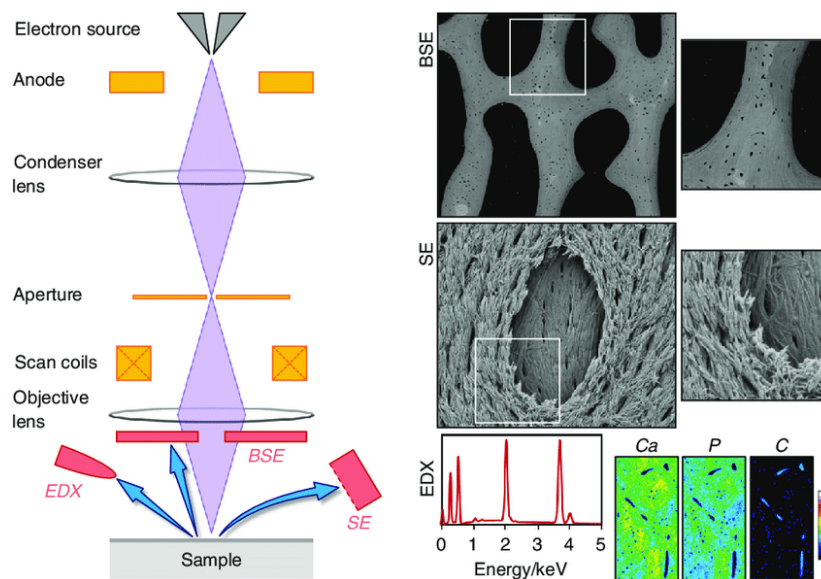 Electron source
Anode
Condenser
lens
Aperture
Scan coils
Objective
lens
BSE
EDX
SE
Sample
BSE
SE
EDX
0 1 2 3 4 5
Energy/keV
Ca P C